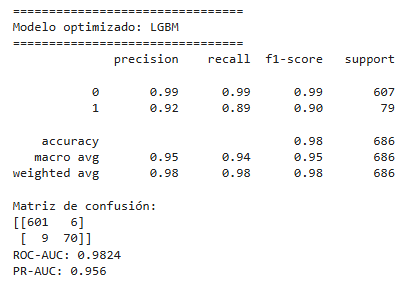 ================================
Modelo optimizado: LGBM
================================
precision recall f1-score support
0 0.99 0.99 0.99 607
1 0.92 0.89 0.90 79
accuracy 0.98 686
macro avg 0.95 0.94 0.95 686
weighted avg 0.98 0.98 0.98 686
Matriz de confusión:
[[601 6]
[ 9 70]]
ROC-AUC: 0.9824
PR-AUC: 0.956